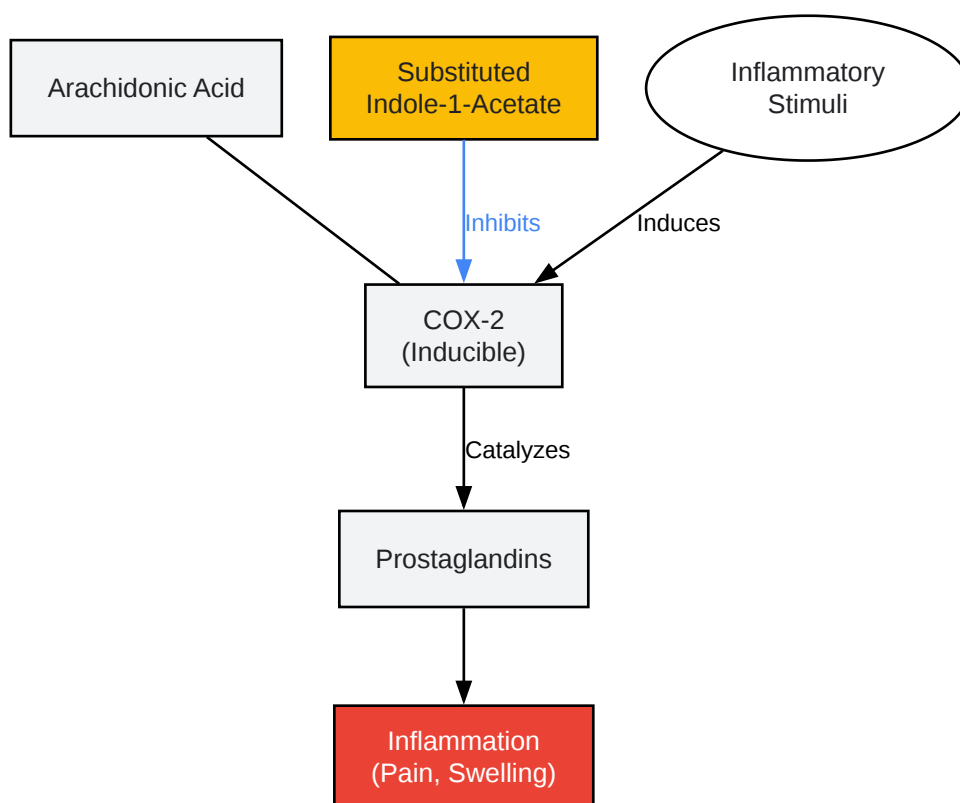 Arachidonic Acid
Substituted
Indole-1-Acetate
Inflammatory
Stimuli
Inhibits
Induces
COX-2
(Inducible)
Catalyzes
Prostaglandins
Inflammation
(Pain, Swelling)